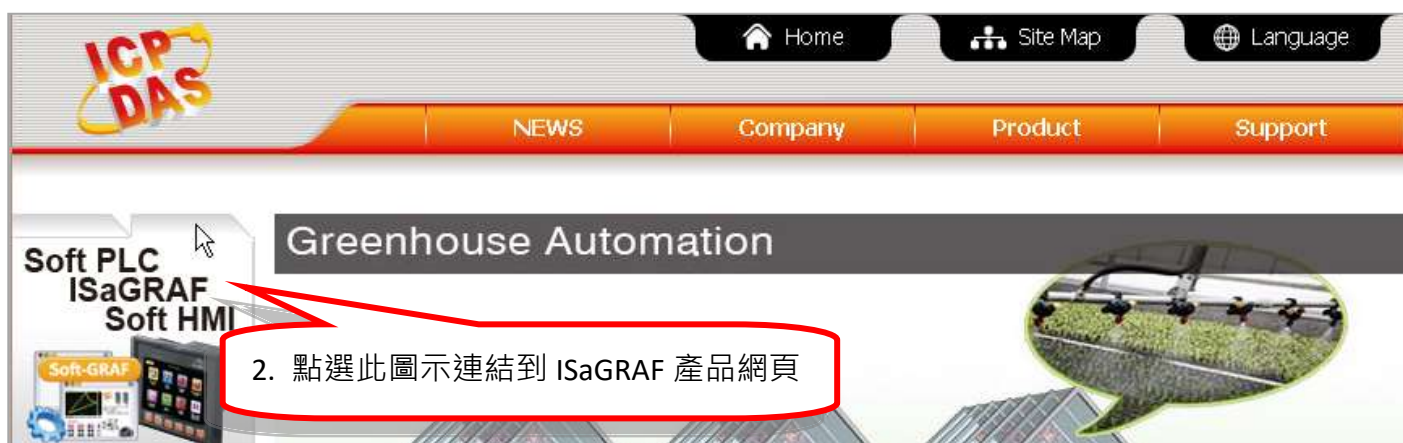 ICP
DAS
Home
Site Map
Language
NEWS
Company
Product
Support
Greenhouse Automation
Soft PLC
ISaGRAF
Soft HMI
Soft-GRAF
2. 點選此圖示連結到 ISaGRAF 產品網頁